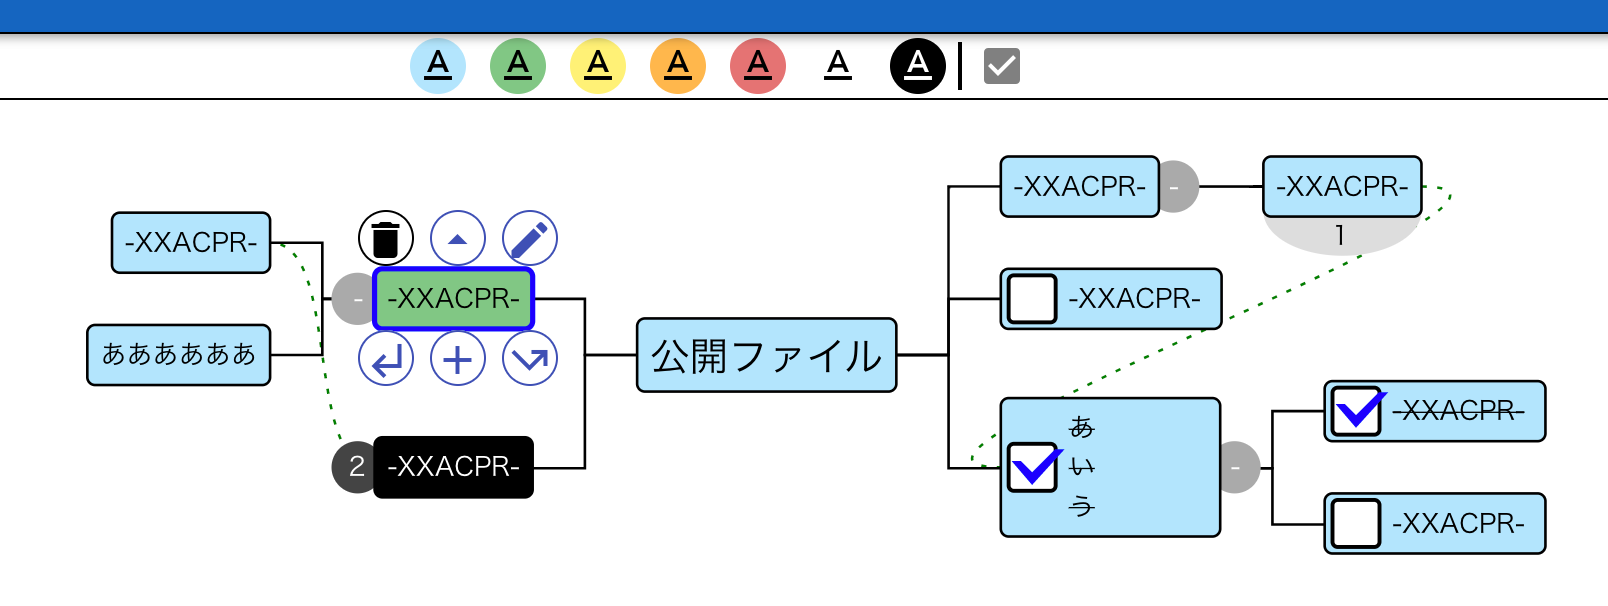 A A A A A A A
-XXACPR- -XXACPR-
1
-XXACPR-
-XXACPR-
-XXACPR-
ああああああ
公開ファイル
2 -XXACPR-
あ
い
う
-XXACPR-
-XXACPR-